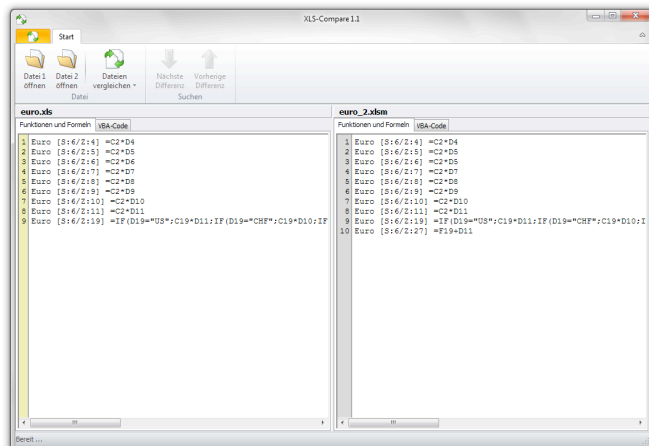 XLS-Compare 1.1
Start
Datei 1 öffnen
Datei 2 öffnen
Dateien vergleichen
Nächste Differenz
Vorherige Differenz
Datei
Suchen
euro.xls
Funktionen und Formeln VBA-Code
1 Euro [S:6/Z:4] =C2*D4
2 Euro [S:6/Z:5] =C2*D5
3 Euro [S:6/Z:6] =C2*D6
4 Euro [S:6/Z:7] =C2*D7
5 Euro [S:6/Z:8] =C2*D8
6 Euro [S:6/Z:9] =C2*D9
7 Euro [S:6/Z:10] =C2*D10
8 Euro [S:6/Z:11] =C2*D11
9 Euro [S:6/Z:19] =IF(D19="US";C19*D11;IF(D19="CHF";C19*D10;IF
euro_2.xlsm
Funktionen und Formeln VBA-Code
1 Euro [S:6/Z:4] =C2*D4
2 Euro [S:6/Z:5] =C2*D5
3 Euro [S:6/Z:6] =C2*D5
4 Euro [S:6/Z:7] =C2*D7
5 Euro [S:6/Z:8] =C2*D8
6 Euro [S:6/Z:9] =C2*D9
7 Euro [S:6/Z:10] =C2*D10
8 Euro [S:6/Z:11] =C2*D11
9 Euro [S:6/Z:19] =IF(D19="US";C19*D11;IF(D19="CHF";C19*D10;I
10 Euro [S:6/Z:27] =F19+D11
Bereit ...